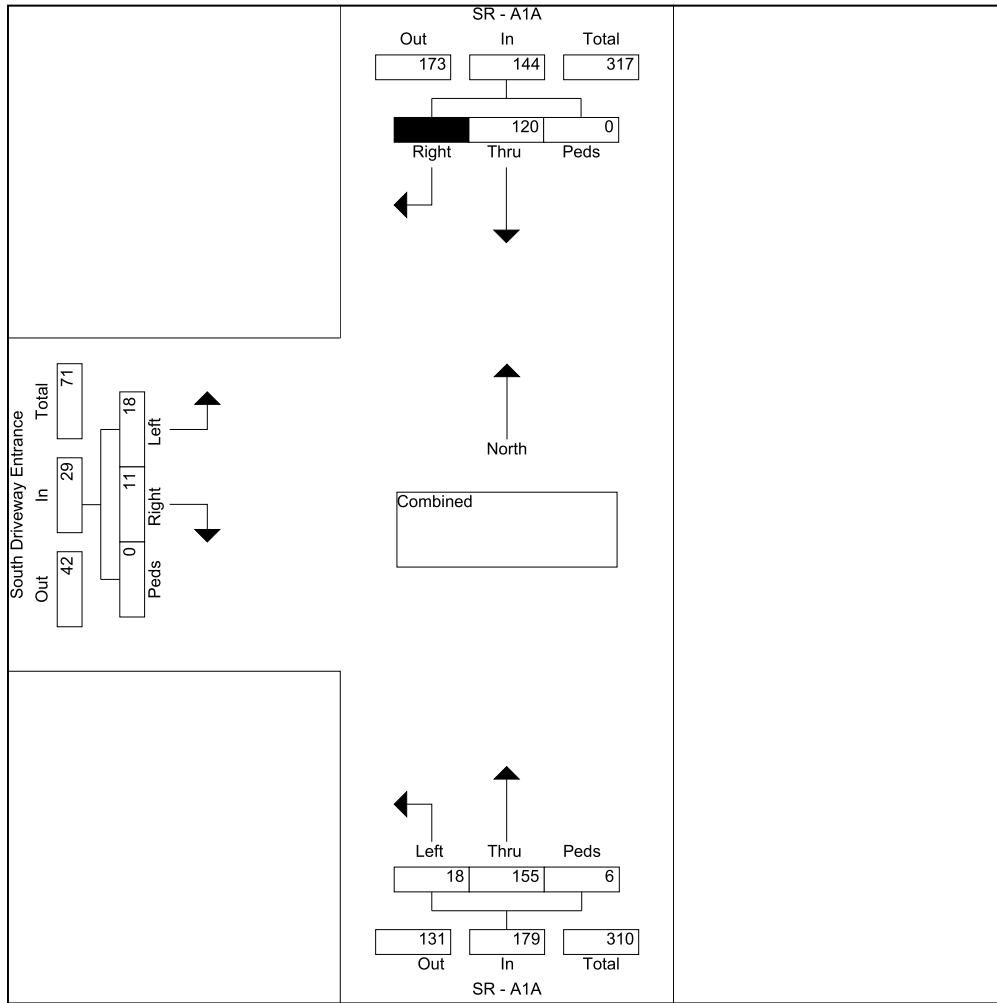 SR - A1A
Out In Total
173 144 317
120 0
Right Thru Peds
South Driveway Entrance
Out In Total
42 29 71
0 11 18
Peds Right Left
North
Combined
Left Thru Peds
18 155 6
131 179 310
Out In Total
SR - A1A